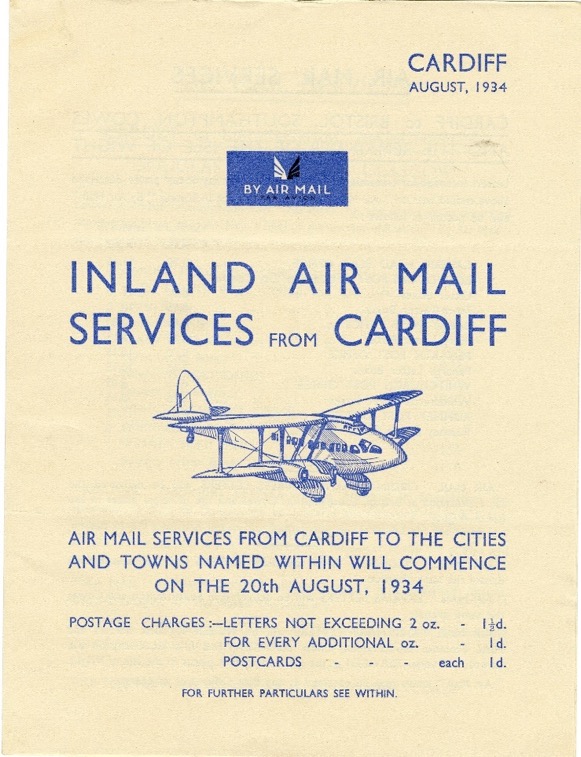 CARDIFF
AUGUST, 1934
BY AIR MAIL
PAR AVION
INLAND AIR MAIL
SERVICES FROM CARDIFF
AIR MAIL SERVICES FROM CARDIFF TO THE CITIES
AND TOWNS NAMED WITHIN WILL COMMENCE
ON THE 20th AUGUST, 1934
POSTAGE CHARGES:—LETTERS NOT EXCEEDING 2 oz. - 1½d.
FOR EVERY ADDITIONAL oz. - 1d.
POSTCARDS - - - each 1d.
FOR FURTHER PARTICULARS SEE WITHIN.